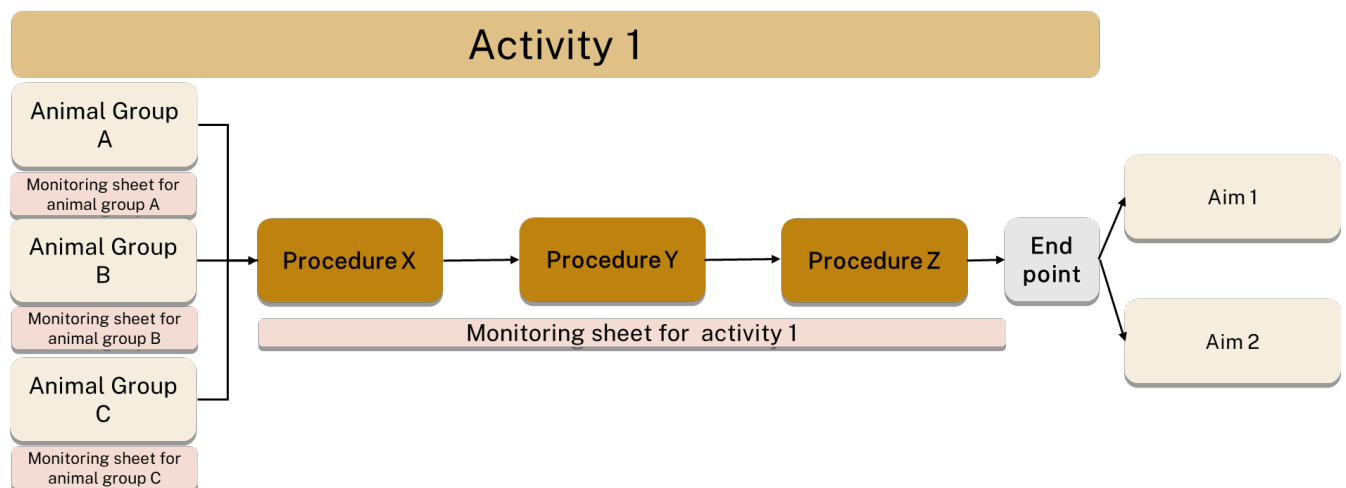 Activity 1
Animal Group
A
Monitoring sheet for
animal group A
Animal Group
B
Monitoring sheet for
animal group B
Animal Group
C
Monitoring sheet for
animal group C
Procedure X
Procedure Y
Procedure Z
End
point
Monitoring sheet for activity 1
Aim 1
Aim 2